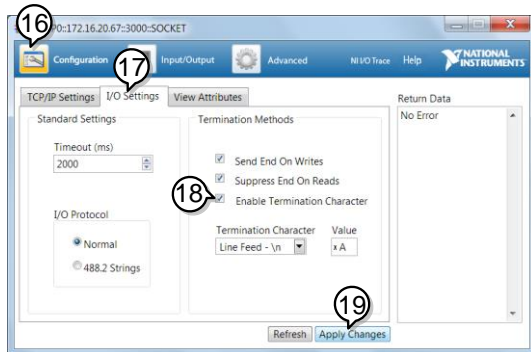 16
P0::172.16.20.67::3000::SOCKET
Configuration
Input/Output
Advanced
NI I/O Trace
Help
NATIONAL
INSTRUMENTS
17
TCP/IP Settings
I/O Settings
View Attributes
Return Data
Standard Settings
Termination Methods
No Error
Timeout (ms)
2000
Send End On Writes
Suppress End On Reads
18
Enable Termination Character
I/O Protocol
Termination Character
Value
Normal
Line Feed - \n
x A
488.2 Strings
19
Refresh
Apply Changes